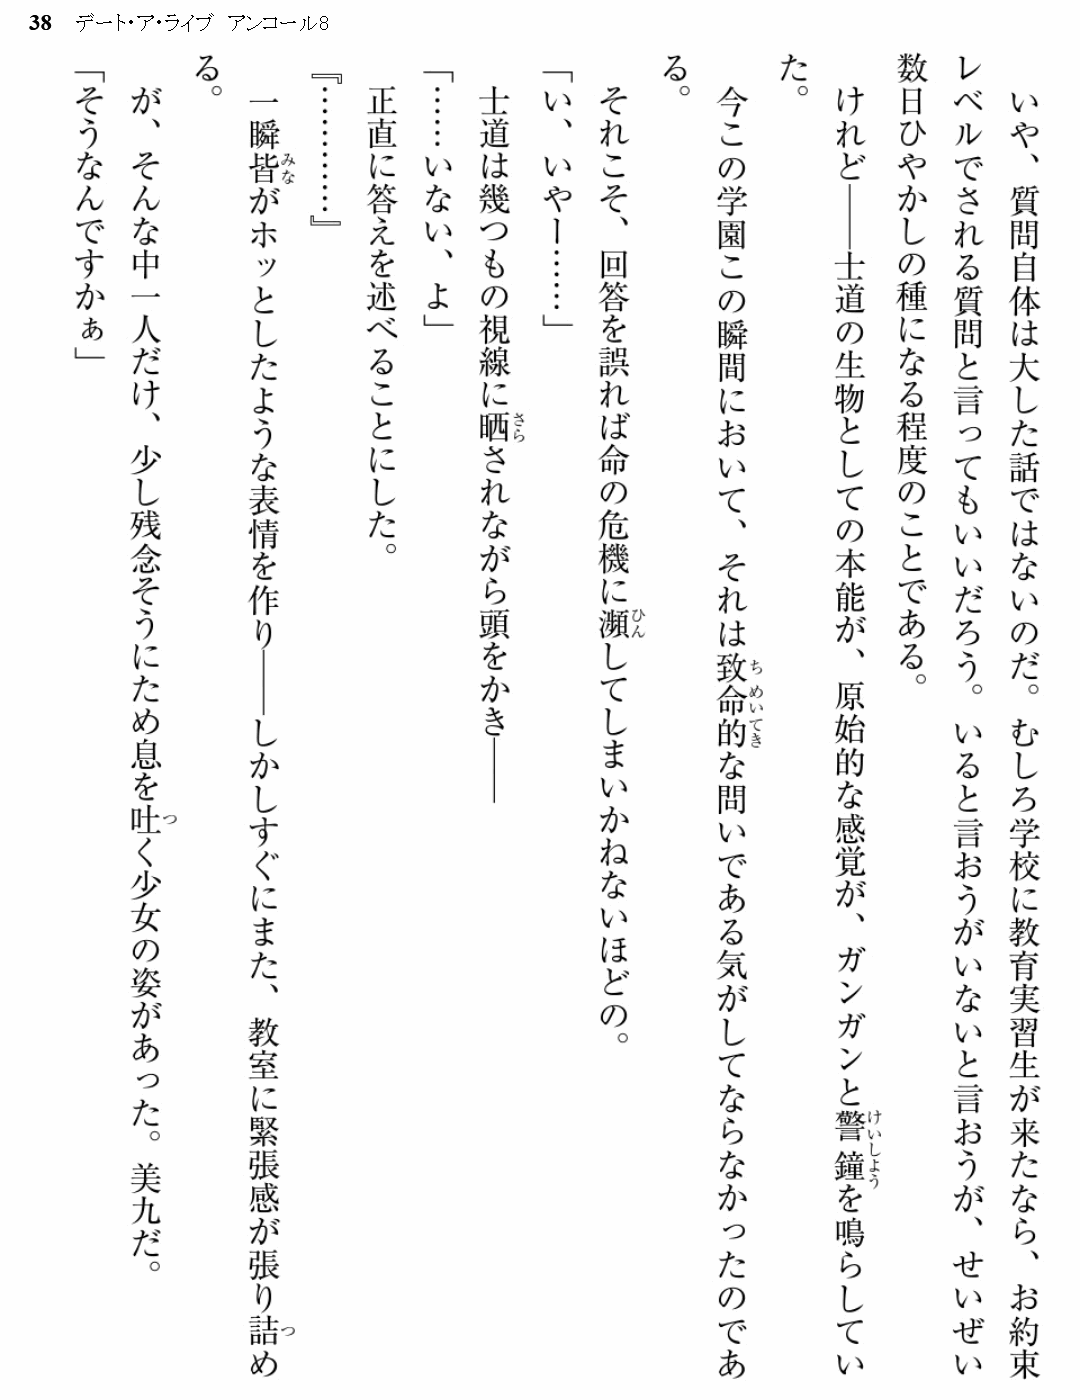 38 デート・ア・ライブ アンコール8
いや、質問自体は大した話ではないのだ。むしろ学校に教育実習生が来たなら、お約束
レベルでされる質問と言ってもいいだろう。いると言おうがいないと言おうが、せいぜい
数日ひやかしの種になる程度のことである。
けれど――士道の生物としての本能が、原始的な感覚が、ガンガンと警鐘を鳴らしてい
た。
今この学園この瞬間において、それは致命的な問いである気がしてならなかったのであ
る。
それこそ、回答を誤れば命の危機に瀕してしまいかねないほどの。
「い、いやー……」
士道は幾つもの視線に晒されながら頭をかき――
「……いない、よ」
正直に答えを述べることにした。
『…………』
一瞬皆がホッとしたような表情を作り――しかしすぐにまた、教室に緊張感が張り詰め
る。
が、そんな中一人だけ、少し残念そうにため息を吐く少女の姿があった。美九だ。
「そうなんですかぁ」